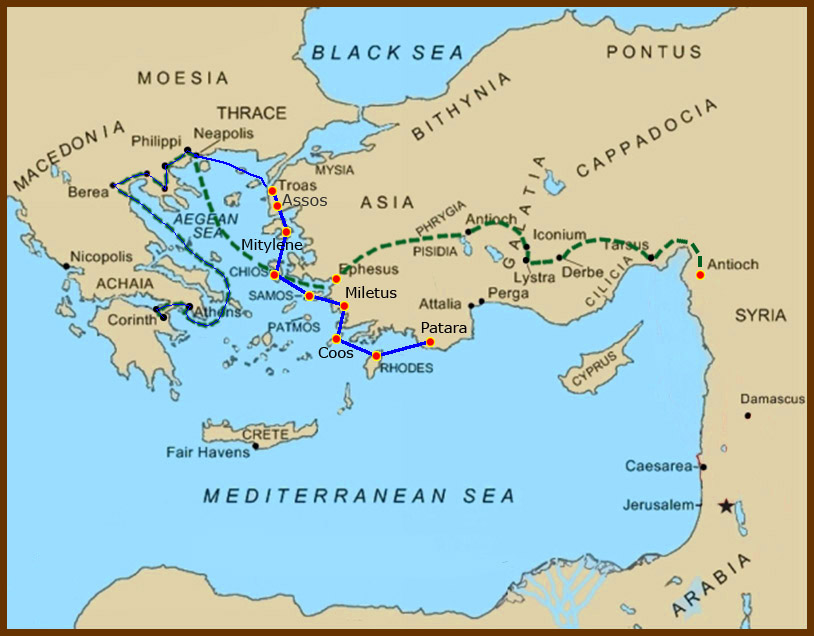 BLACK SEA
PONTUS
MOESIA
BITHYNIA
THRACE
CAPPADOCIA
MACEDONIA
Philippi
Neapolis
MYSIA
Berea
Troas
Assos
ASIA
GALATIA
PHRYGIA
Antioch
AEGEAN
SEA
Mitylene
PISIDIA
Iconium
Tarsus
Nicopolis
CHIOS
Ephesus
Lystra
Derbe
CILICIA
Antioch
ACHAIA
SAMOS
Miletus
Attalia
Perga
Corinth
Athens
PATMOS
Patara
SYRIA
Coos
RHODES
CYPRUS
Damascus
CRETE
Fair Havens
Caesarea
MEDITERRANEAN SEA
Jerusalem
ARABIA